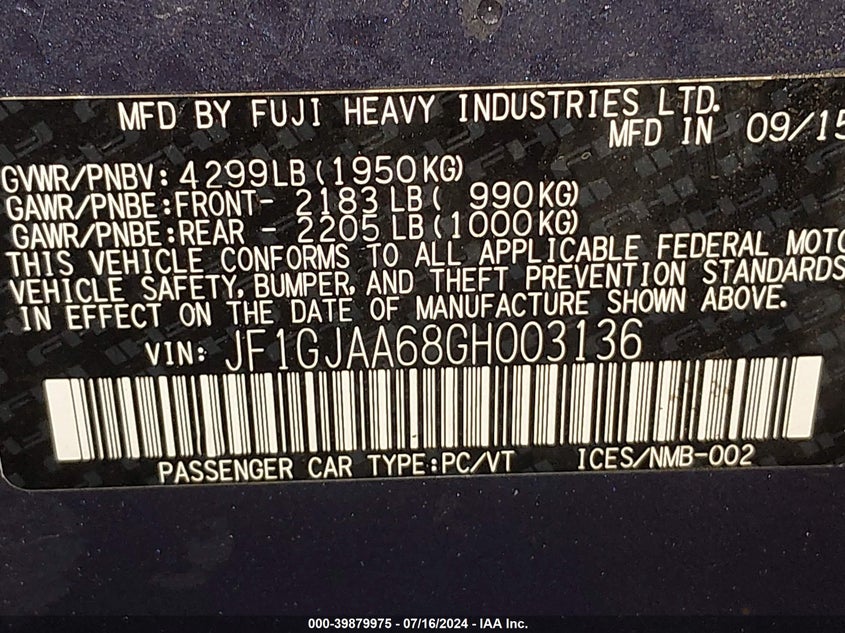 MFD BY FUJI HEAVY INDUSTRIES LTD.
MFD IN 09/15
GVWR/PNBV: 4299LB (1950KG)
GAWR/PNBE:FRONT- 2183 LB( 990KG)
GAWR/PNBE:REAR - 2205 LB(1000KG)
THIS VEHICLE CONFORMS TO ALL APPLICABLE FEDERAL MOTO
VEHICLE SAFETY, BUMPER, AND THEFT PREVENTION STANDARDS
IN EFFECT ON THE DATE OF MANUFACTURE SHOWN ABOVE.
VIN: JF1GJAA68GH003136
PASSENGER CAR TYPE:PC/VT ICES/NMB-002
000-39879975 - 07/16/2024 - IAA Inc.